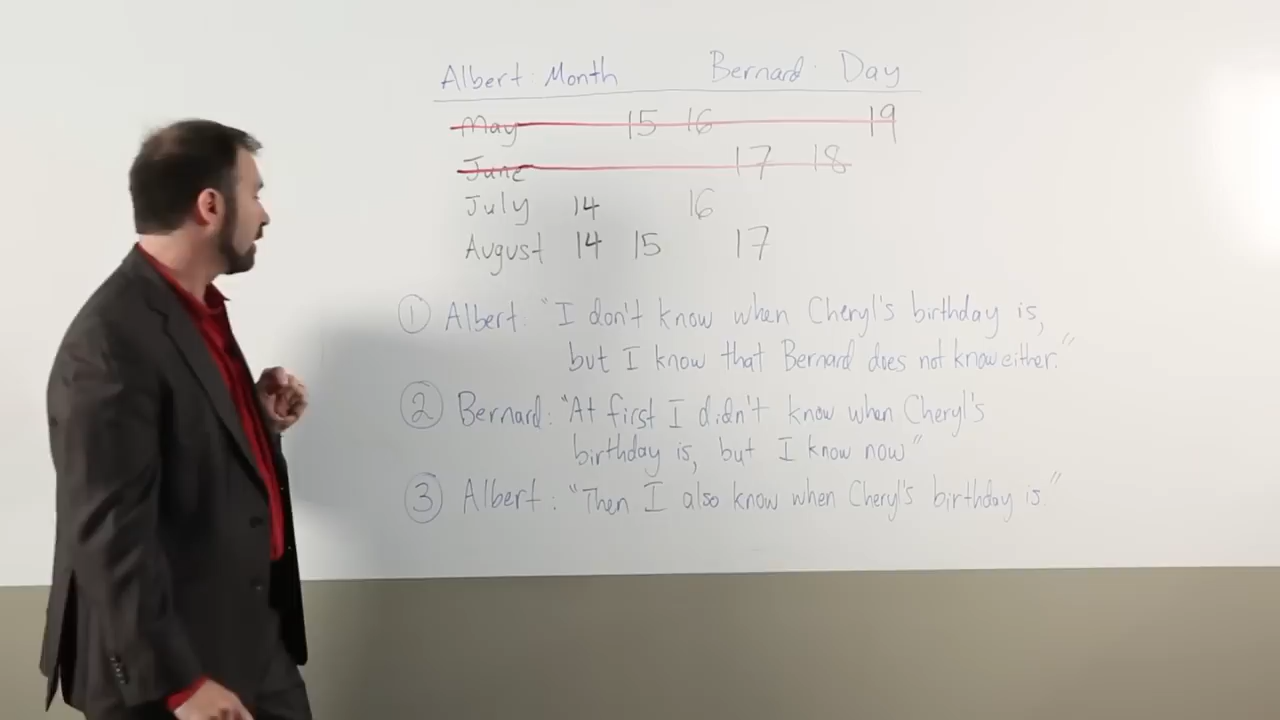 Albert: Month Bernard: Day
May 15 16 19
June 17 18
July 14 16
August 14 15 17
① Albert: "I don't know when Cheryl's birthday is,
but I know that Bernard does not know either."
② Bernard: "At first I didn't know when Cheryl's
birthday is, but I know now"
③ Albert: "Then I also know when Cheryl's birthday is."